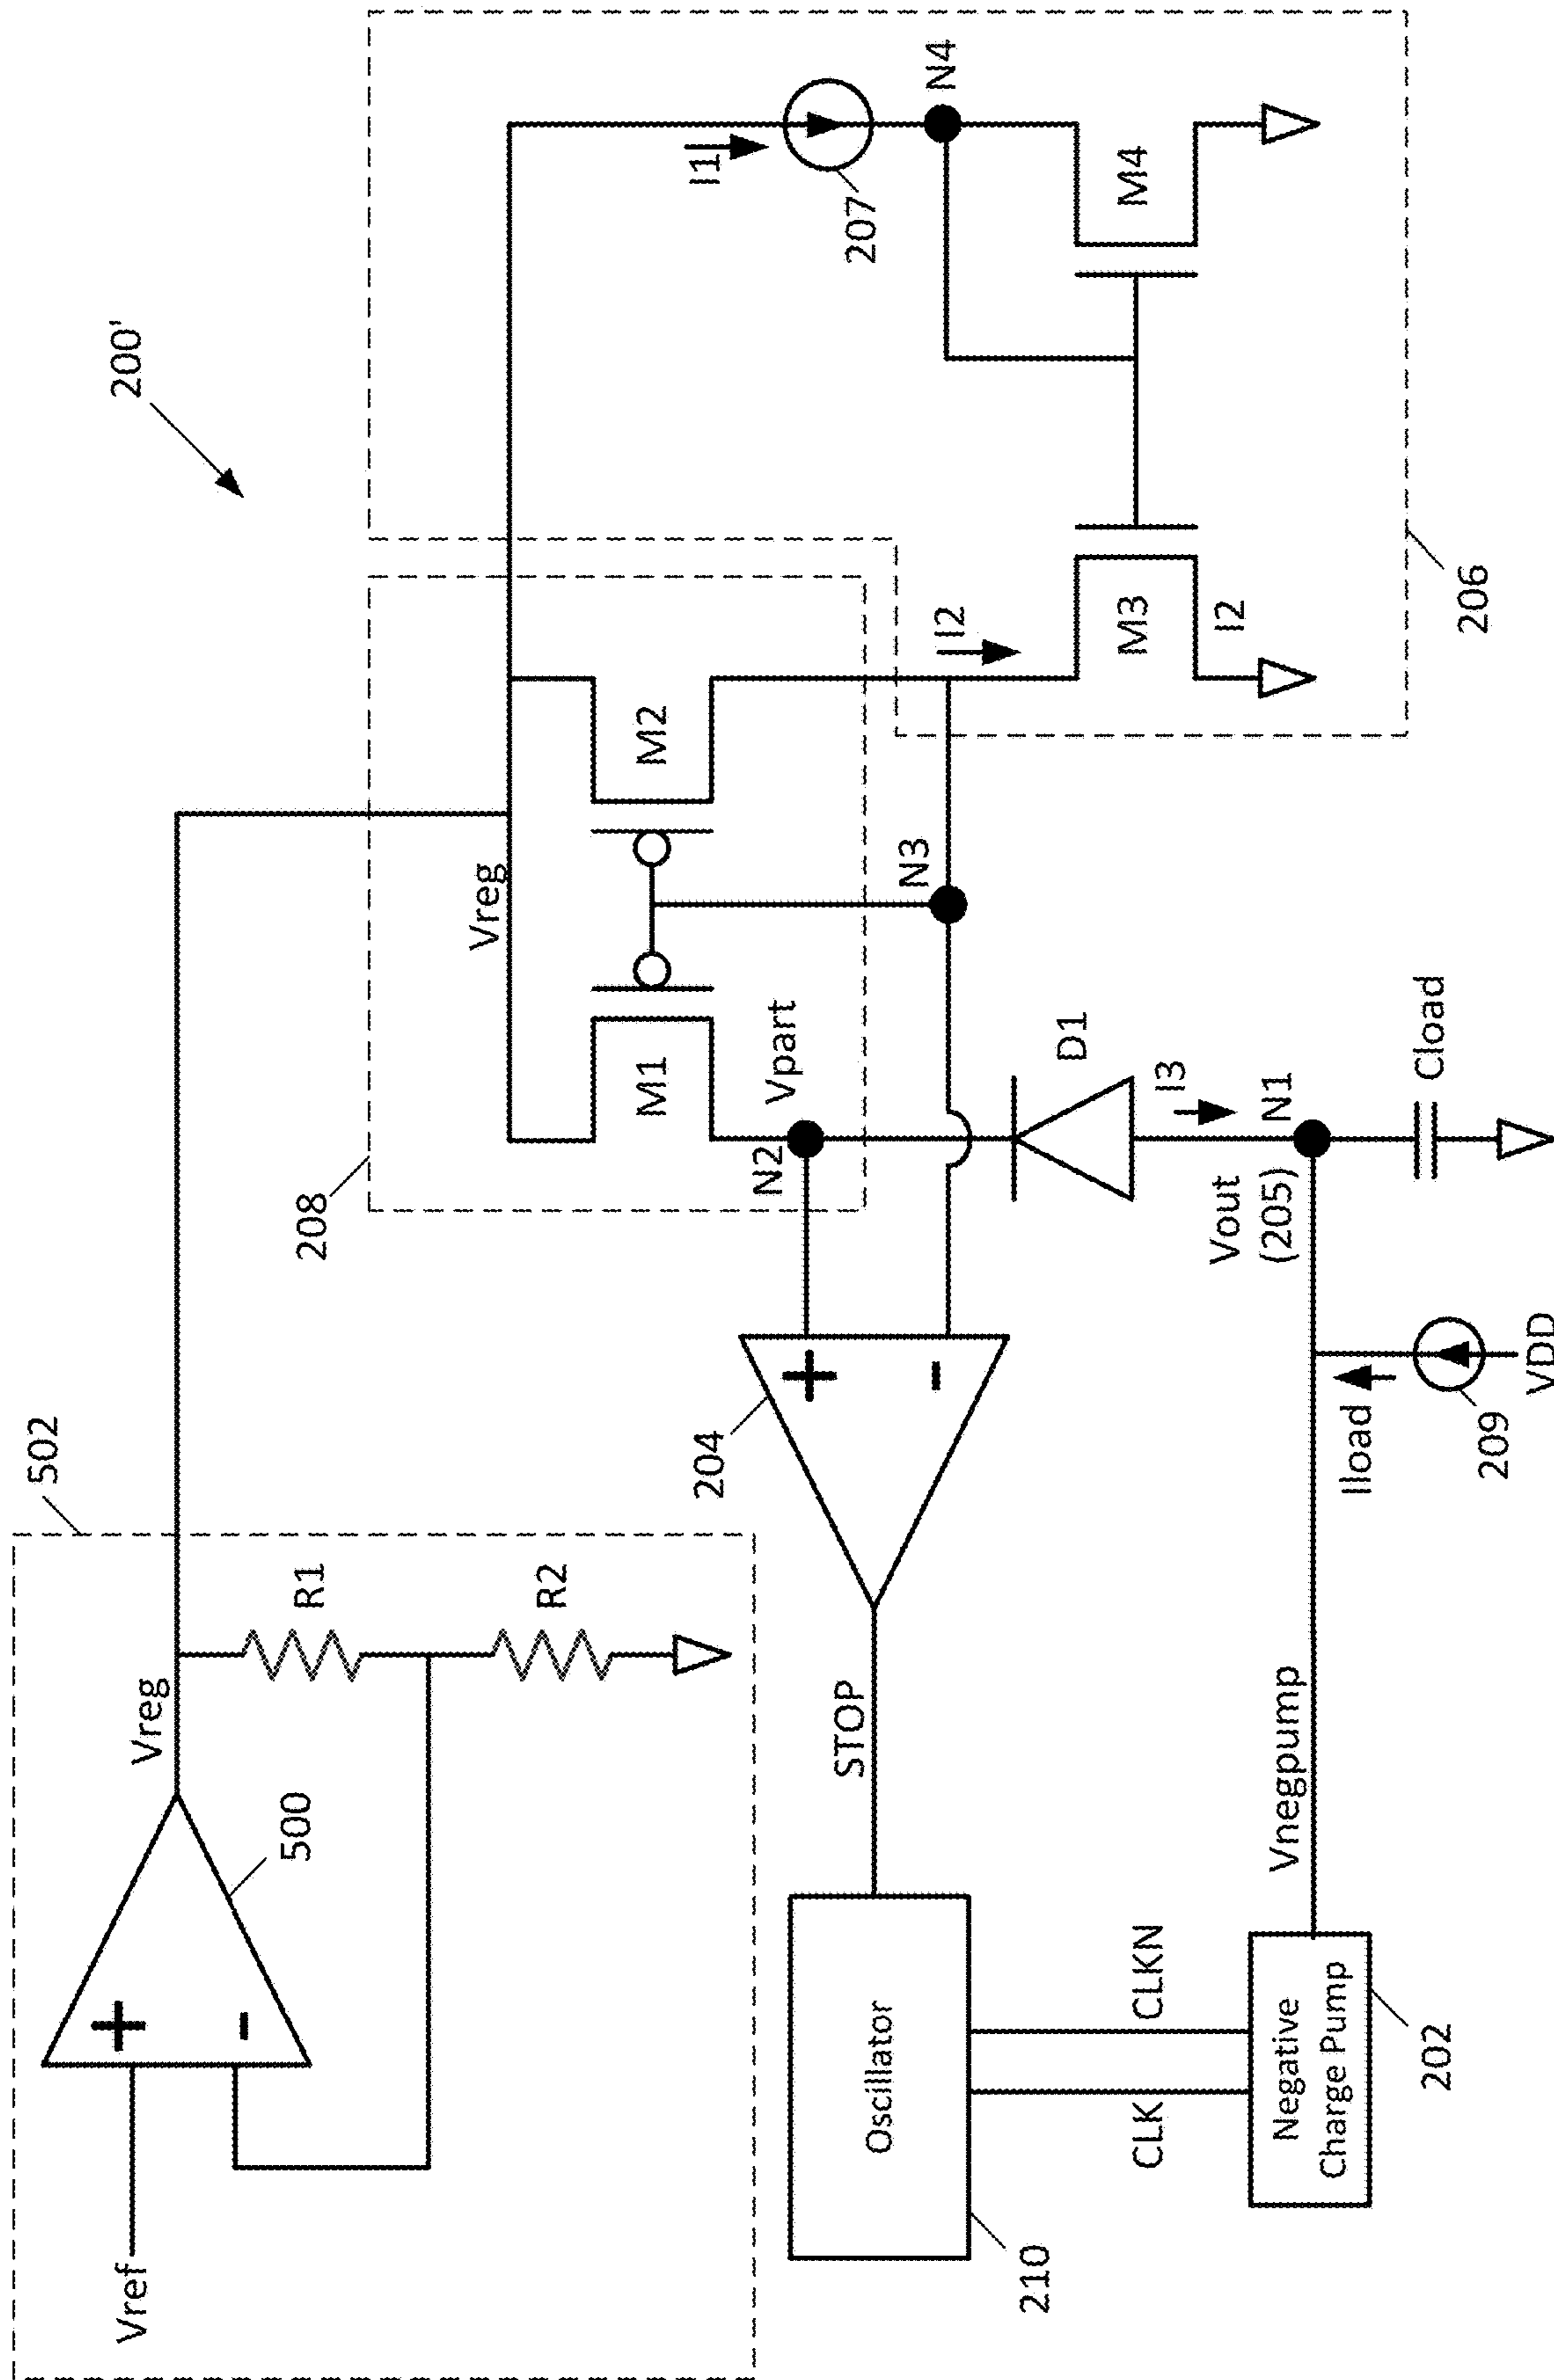 200'
502
Vref
+
-
500
Vreg
R1
R2
208
Vreg
M1
M2
N2
Vpart
N3
I1
207
N4
I2
M3
M4
I2
206
204
+
-
STOP
Oscillator
210
CLK
CLKN
Negative
Charge Pump
202
Vnegpump
Iload
209
VDD
D1
I3
Vout
(205)
N1
Cload